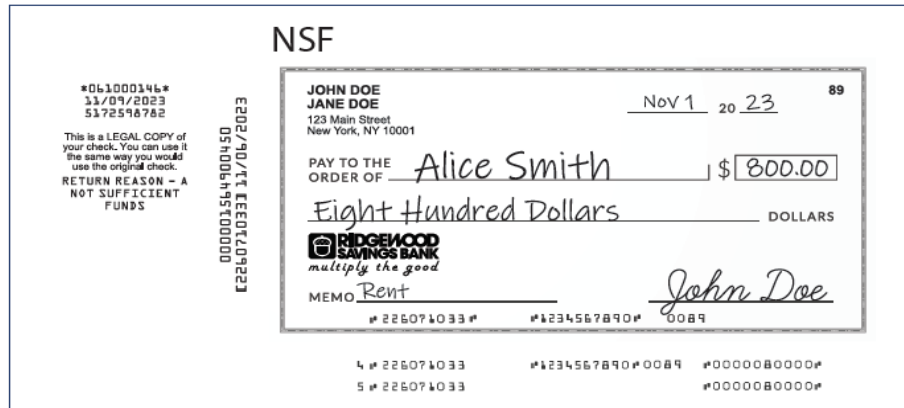 NSF
*061000146*
11/09/2023
5172598782
This is a LEGAL COPY of
your check. You can use it
the same way you would
use the original check.
RETURN REASON - A
NOT SUFFICIENT
FUNDS
000001564900450
[226071033] 11/06/2023
JOHN DOE
JANE DOE
123 Main Street
New York, NY 10001
89
Nov 1 20 23
PAY TO THE
ORDER OF Alice Smith $ 800.00
Eight Hundred Dollars DOLLARS
RIDGEWOOD
SAVINGS BANK
multiply the good
MEMO Rent John Doe
⑈226071033⑈ ⑈1234567890⑈ 0089
4⑈226071033 ⑈1234567890⑈0089 ⑈0000080000⑈
5⑈226071033 ⑈0000080000⑈